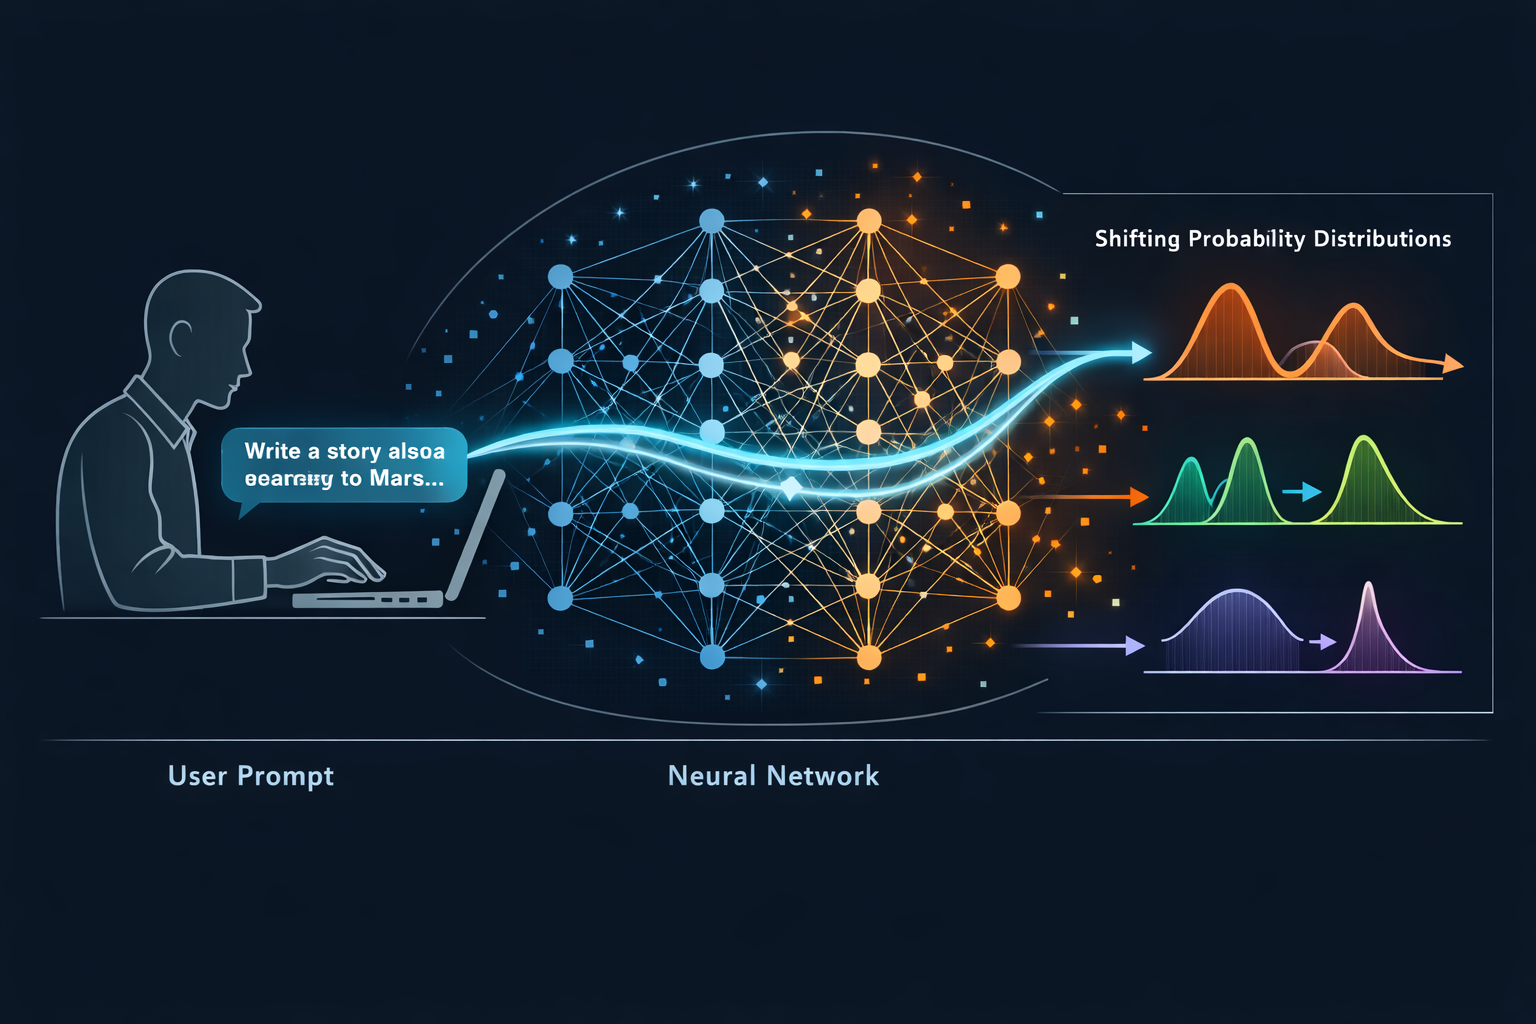 Write a story alsoa
to Mars...
Shifting Probability Distributions
User Prompt
Neural Network